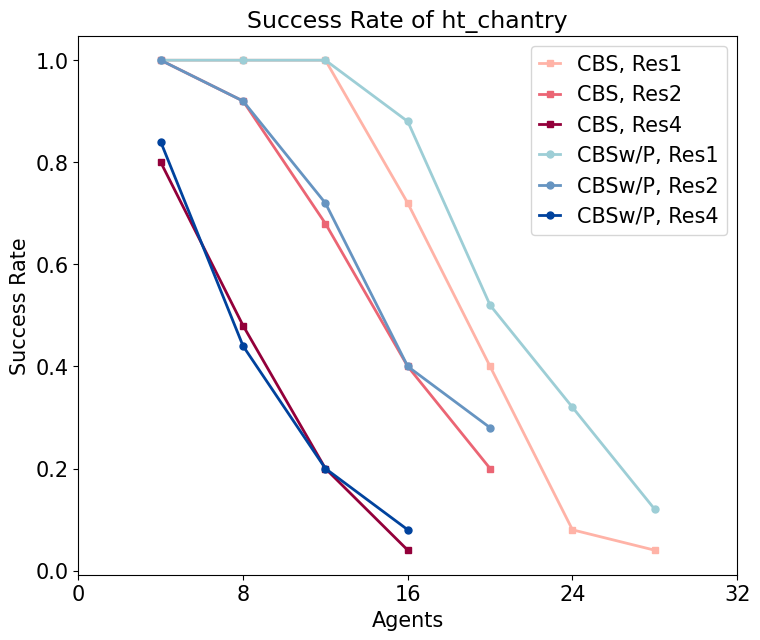 Success Rate of ht_chantry
CBS, Res1
CBS, Res2
CBS, Res4
CBSw/P, Res1
CBSw/P, Res2
CBSw/P, Res4
Success Rate
1.0
0.8
0.6
0.4
0.2
0.0
0 8 16 24 32
Agents